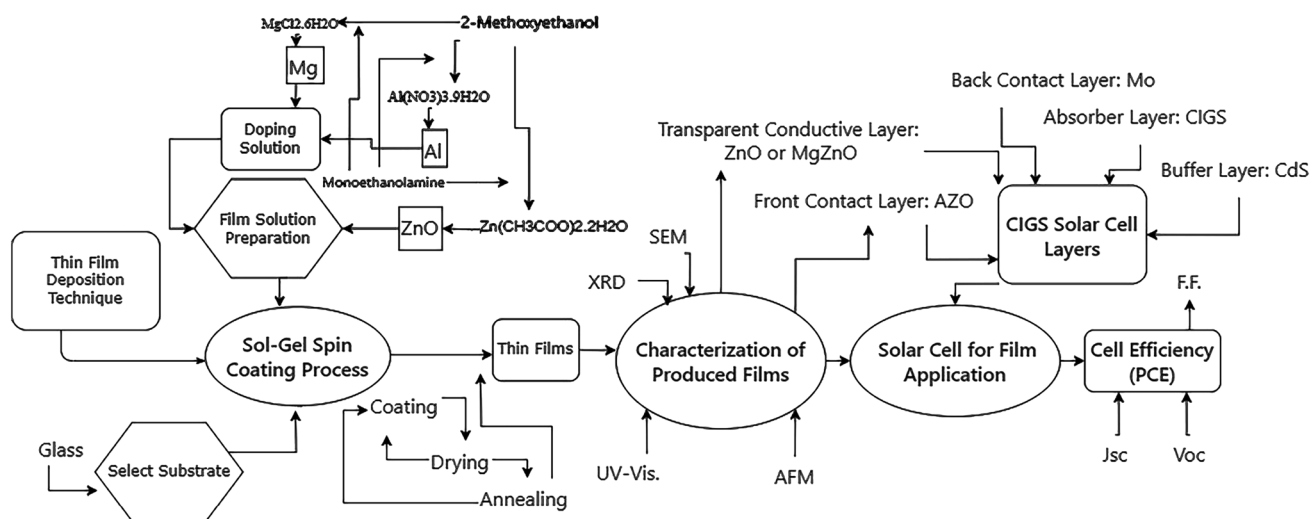 MgCl2.6H2O
2-Methoxyethanol
Mg
Al(NO3)3.9H2O
Doping
Solution
Al
Monoethanolamine
Film Solution
Preparation
ZnO
Zn(CH3COO)2.2H2O
Thin Film
Deposition
Technique
Sol-Gel Spin
Coating Process
Glass
Select Substrate
Coating
Drying
Annealing
Thin Films
XRD
SEM
Characterization of
Produced Films
UV-Vis.
AFM
Transparent Conductive Layer:
ZnO or MgZnO
Front Contact Layer: AZO
Back Contact Layer: Mo
Absorber Layer: CIGS
Buffer Layer: CdS
CIGS Solar Cell
Layers
Solar Cell for Film
Application
F.F.
Cell Efficiency
(PCE)
Jsc
Voc